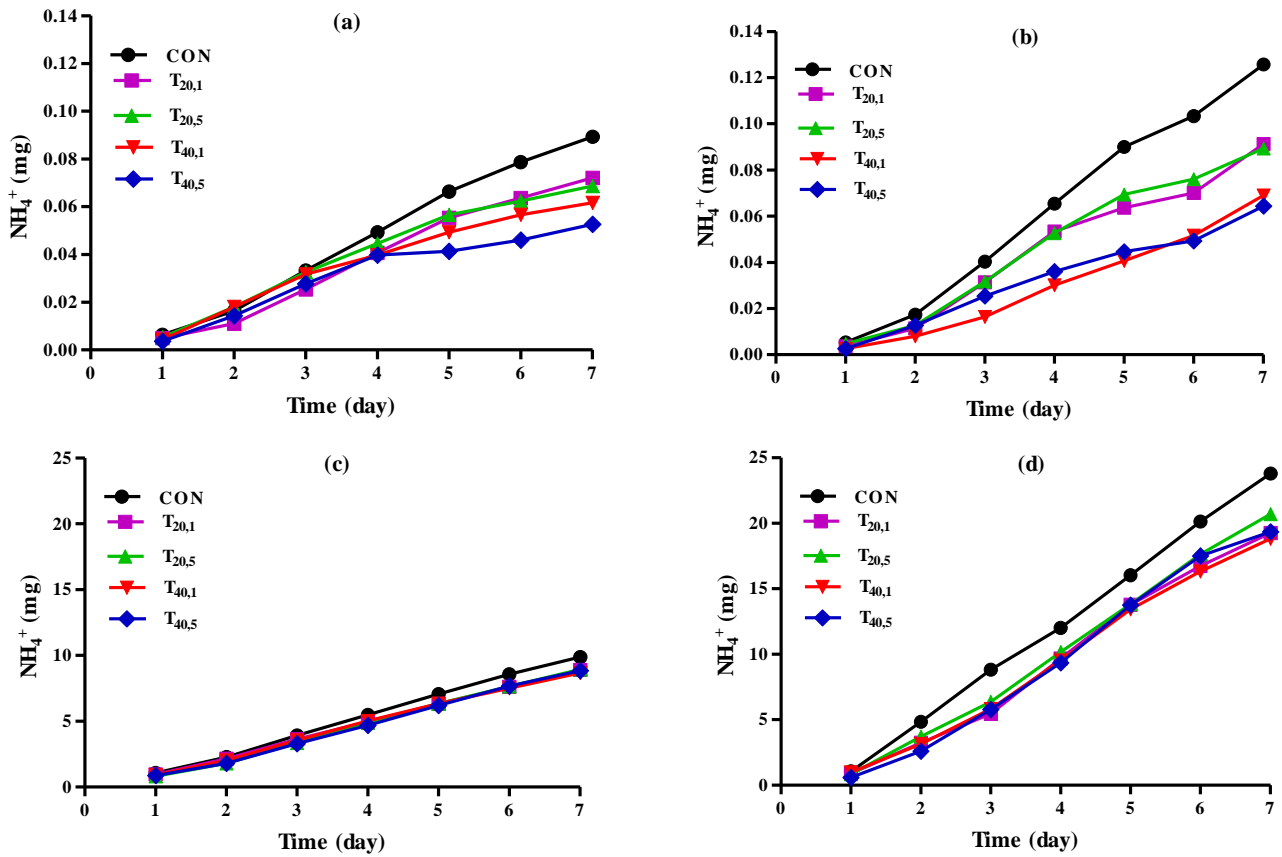 (a)
NH₄⁺ (mg)
0.14
0.12
0.10
0.08
0.06
0.04
0.02
0.00
CON
T₂₀,₁
T₂₀,₅
T₄₀,₁
T₄₀,₅
0 1 2 3 4 5 6 7
Time (day)
(b)
NH₄⁺ (mg)
0.14
0.12
0.10
0.08
0.06
0.04
0.02
0.00
CON
T₂₀,₁
T₂₀,₅
T₄₀,₁
T₄₀,₅
0 1 2 3 4 5 6 7
Time (day)
(c)
NH₄⁺ (mg)
25
20
15
10
5
0
CON
T₂₀,₁
T₂₀,₅
T₄₀,₁
T₄₀,₅
0 1 2 3 4 5 6 7
Time (day)
(d)
NH₄⁺ (mg)
25
20
15
10
5
0
CON
T₂₀,₁
T₂₀,₅
T₄₀,₁
T₄₀,₅
0 1 2 3 4 5 6 7
Time (day)